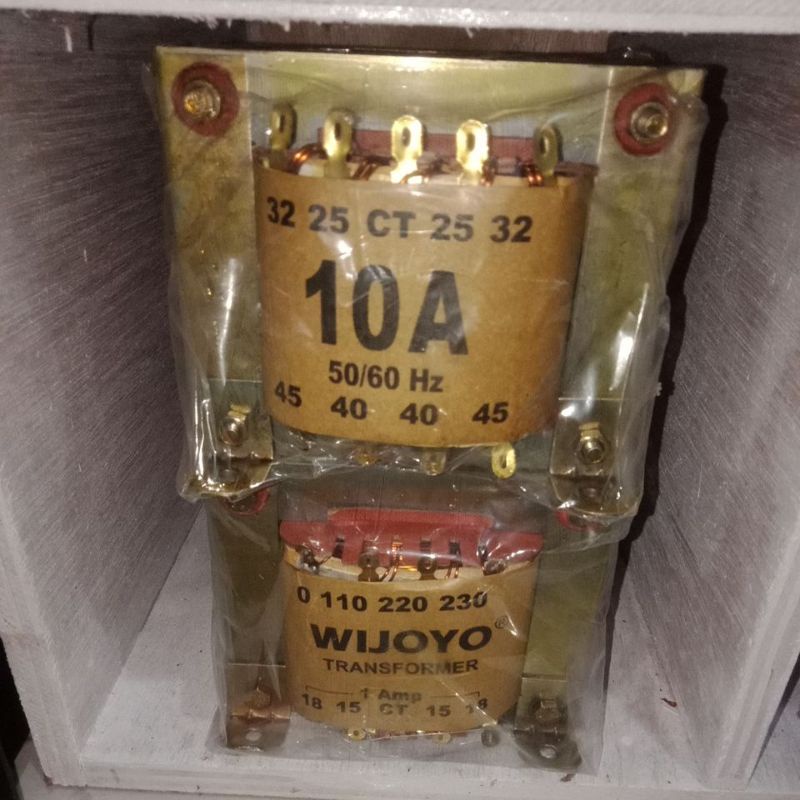 32 25 CT 25 32
10A
50/60 Hz
45 40 40 45
0 110 220 230
WIJOYO®
TRANSFORMER
1 Amp
18 15 CT 15 18